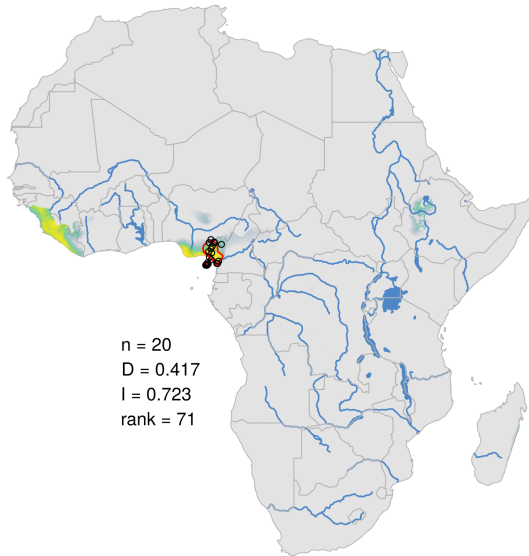 n = 20
D = 0.417
I = 0.723
rank = 71